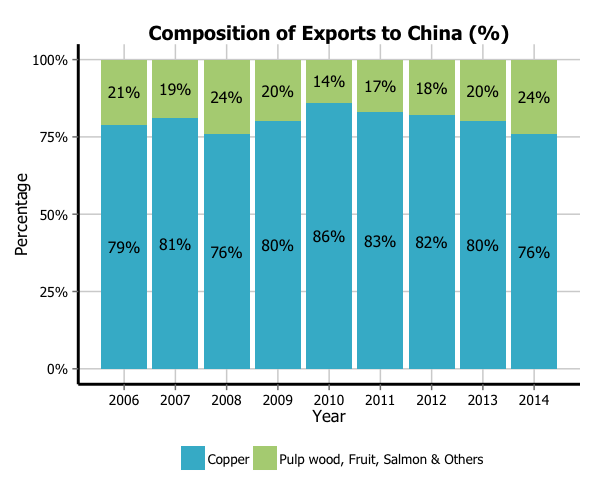 Composition of Exports to China (%)
100%
75%
50%
25%
0%
Percentage
21% 19% 24% 20% 14% 17% 18% 20% 24%
79% 81% 76% 80% 86% 83% 82% 80% 76%
2006 2007 2008 2009 2010 2011 2012 2013 2014
Year
Copper Pulp wood, Fruit, Salmon & Others